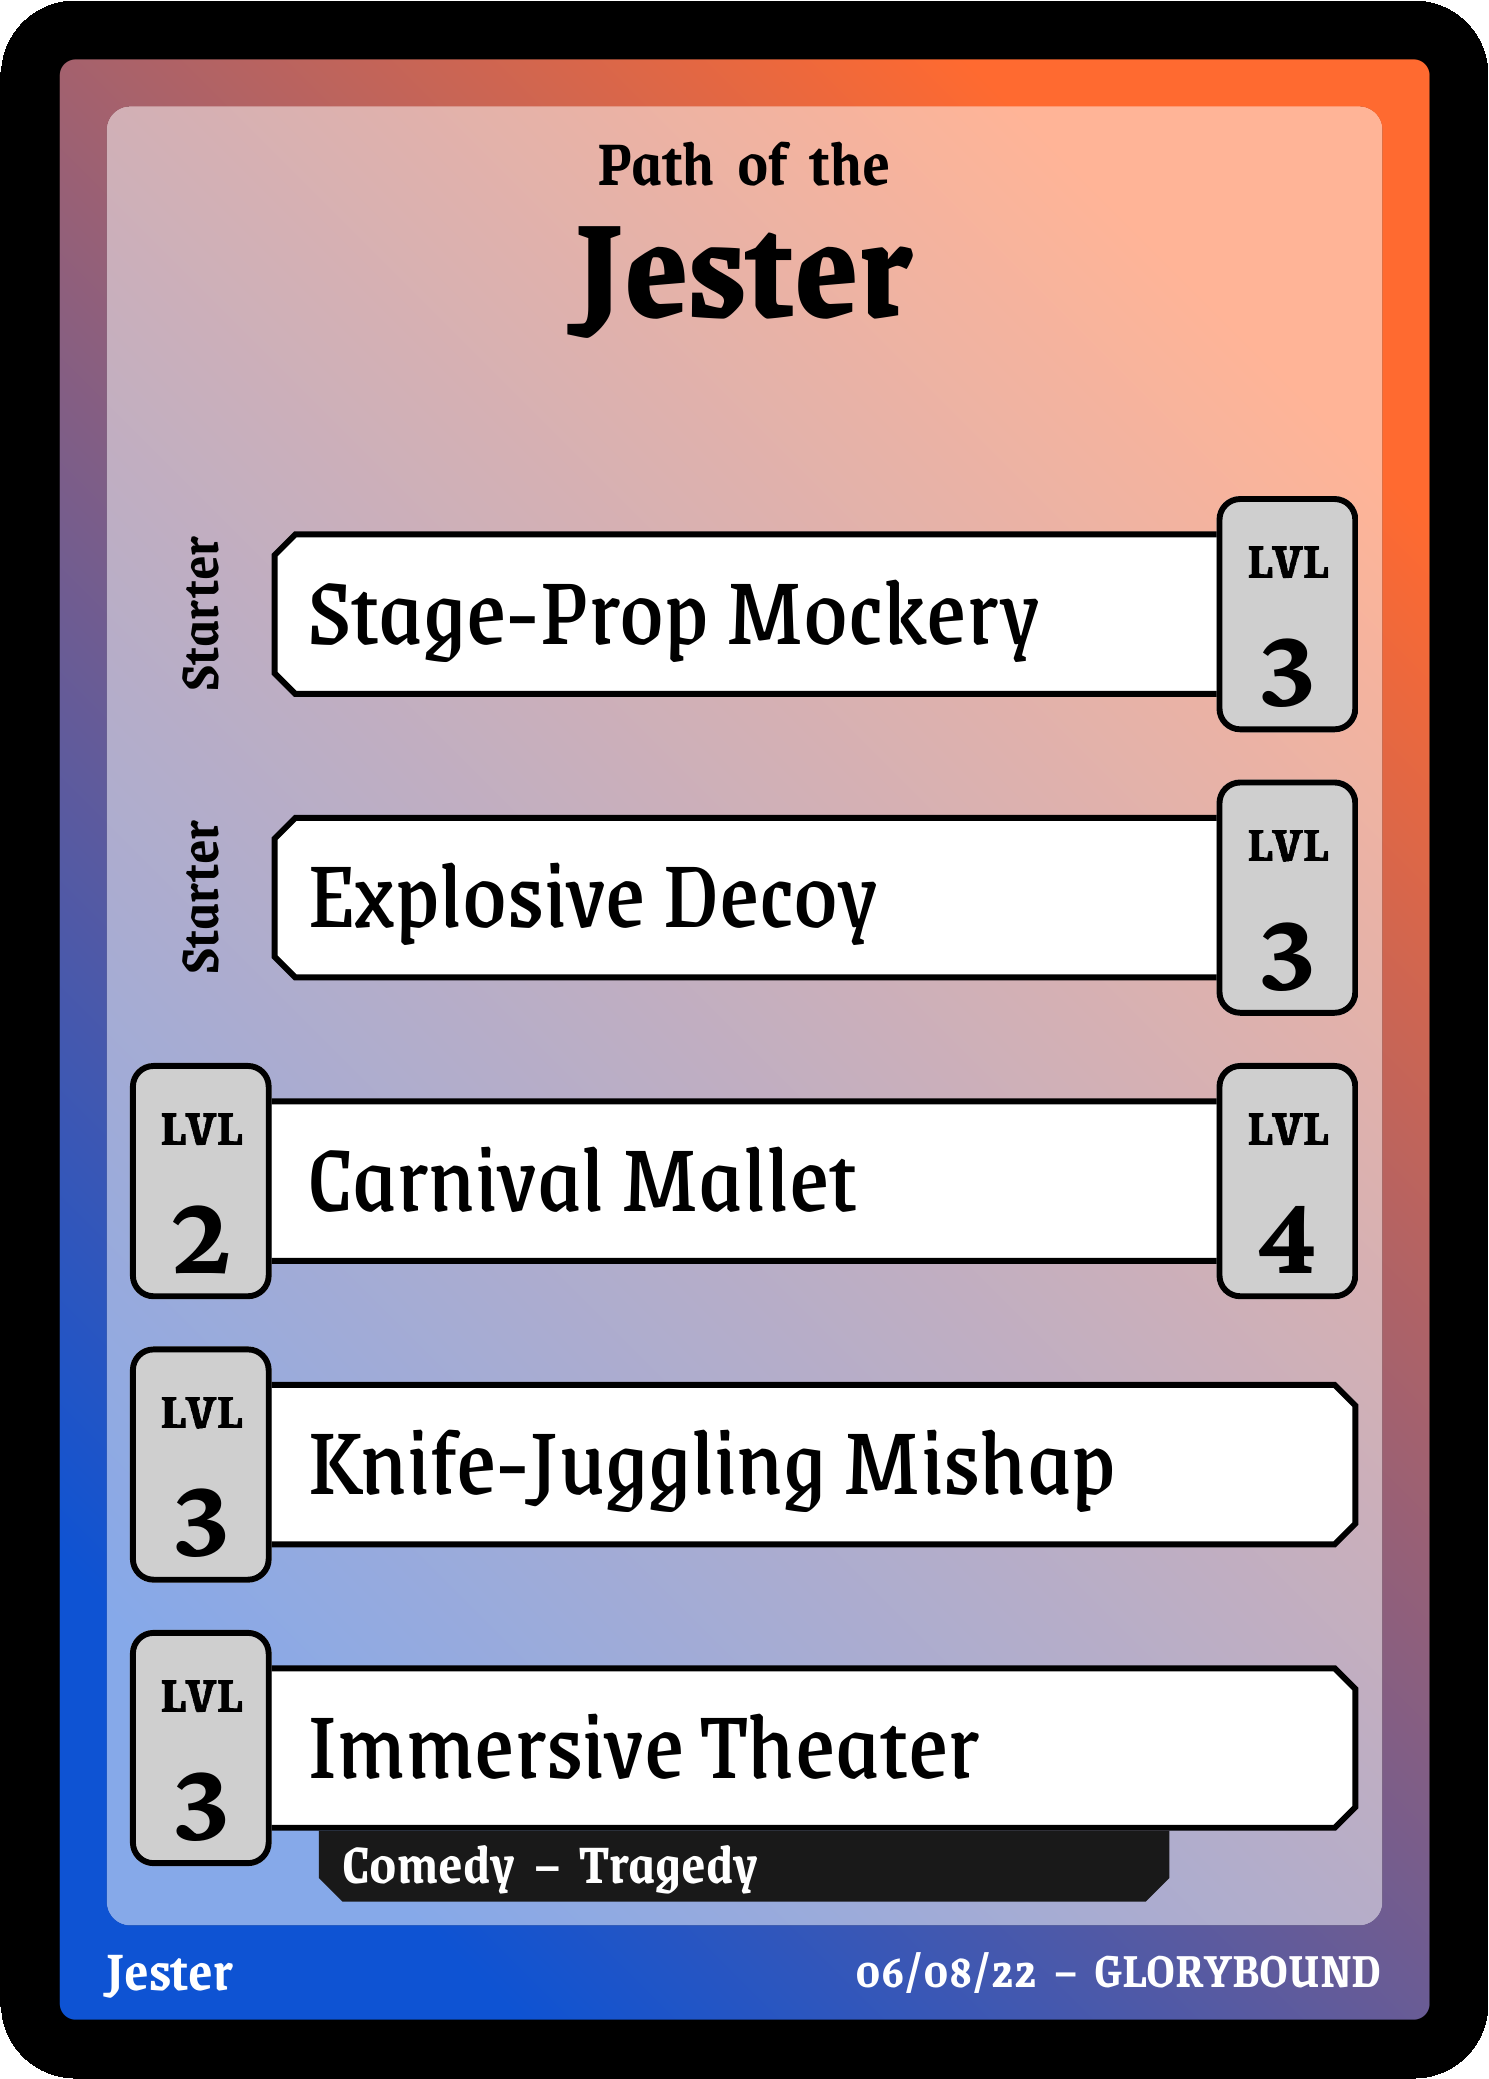 Path of the
Jester
Starter
Stage-Prop Mockery
LVL
3
Starter
Explosive Decoy
LVL
3
LVL
2
Carnival Mallet
LVL
4
LVL
3
Knife-Juggling Mishap
LVL
3
Immersive Theater
Comedy – Tragedy
Jester
06/08/22 – GLORYBOUND